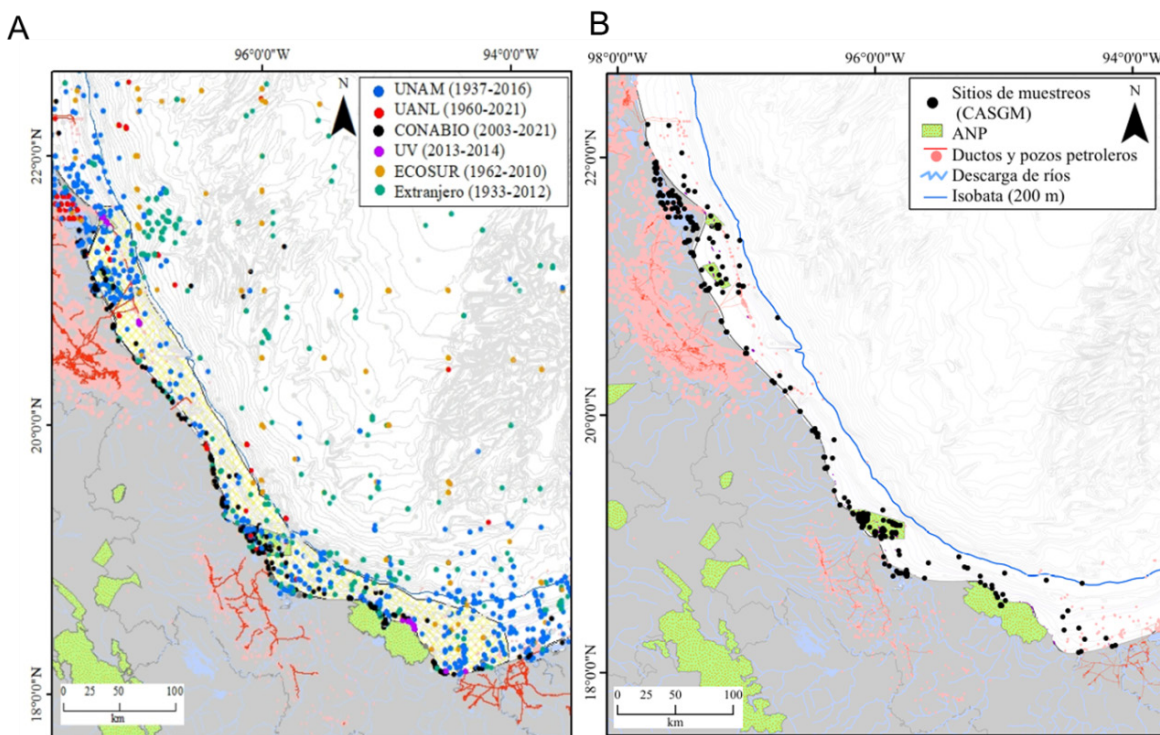 A
96°0'0"W
94°0'0"W
22°0'0"N
20°0'0"N
18°0'0"N
N
UNAM (1937-2016)
UANL (1960-2021)
CONABIO (2003-2021)
UV (2013-2014)
ECOSUR (1962-2010)
Extranjero (1933-2012)
0 25 50 100
km
B
98°0'0"W
96°0'0"W
94°0'0"W
22°0'0"N
20°0'0"N
18°0'0"N
Sitios de muestreos
(CASGM)
N
ANP
Ductos y pozos petroleros
Descarga de ríos
Isobata (200 m)
0 25 50 100
km